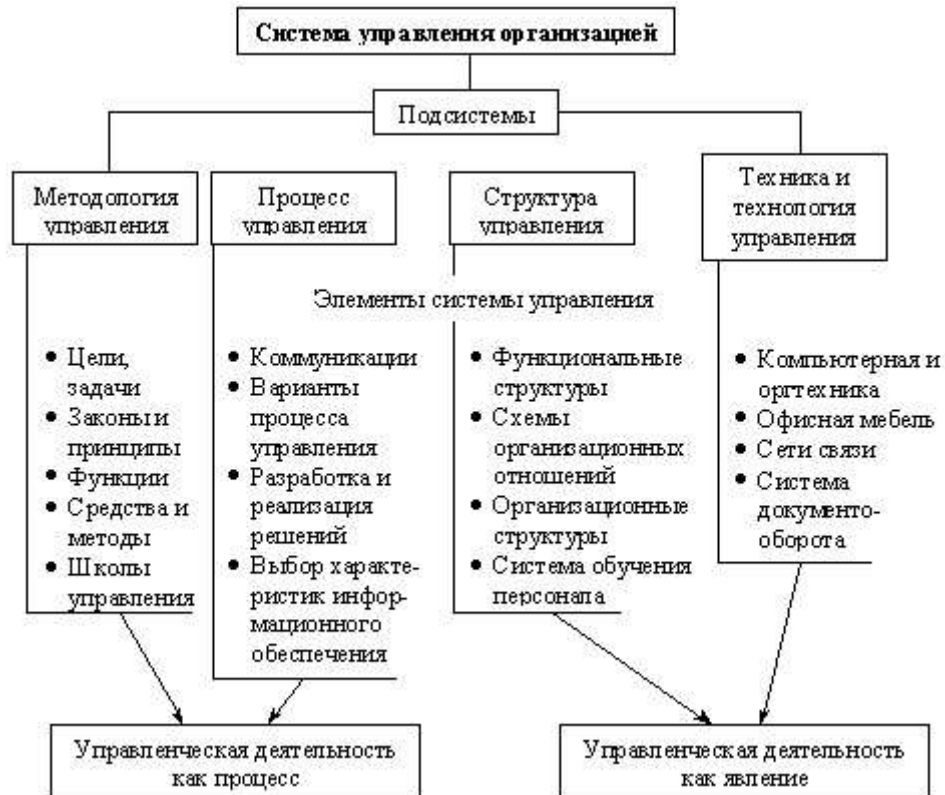 Система управления организацией
Подсистемы
Методология
управления
Процесс
управления
Структура
управления
Техника и
технология
управления
Элементы системы управления
• Цели,
задачи
• Законы и
принципы
• Функции
• Средства и
методы
• Школы
управления
• Коммуникации
• Варианты
процесса
управления
• Разработка и
реализация
решений
• Выбор характе-
ристик инфор-
мационного
обеспечения
• Функциональные
структуры
• Схемы
организационных
отношений
• Организационные
структуры
• Система обучения
персонала
• Компьютерная и
оргтехника
• Офисная мебель
• Сети связи
• Система
документо-
оборота
Управленческая деятельность
как процесс
Управленческая деятельность
как явление